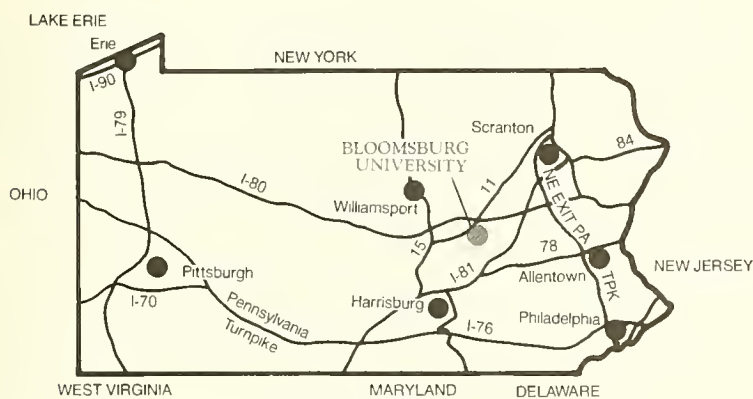 LAKE ERIE
Erie
NEW YORK
I-90
I-79
Scranton
BLOOMSBURG
UNIVERSITY
84
11
OHIO
I-80
Williamsport
NE EXIT PA
TPK
15
78
I-81
Allentown
NEW JERSEY
Pittsburgh
I-70
Harrisburg
Pennsylvania
Turnpike
I-76
Philadelphia
WEST VIRGINIA
MARYLAND
DELAWARE